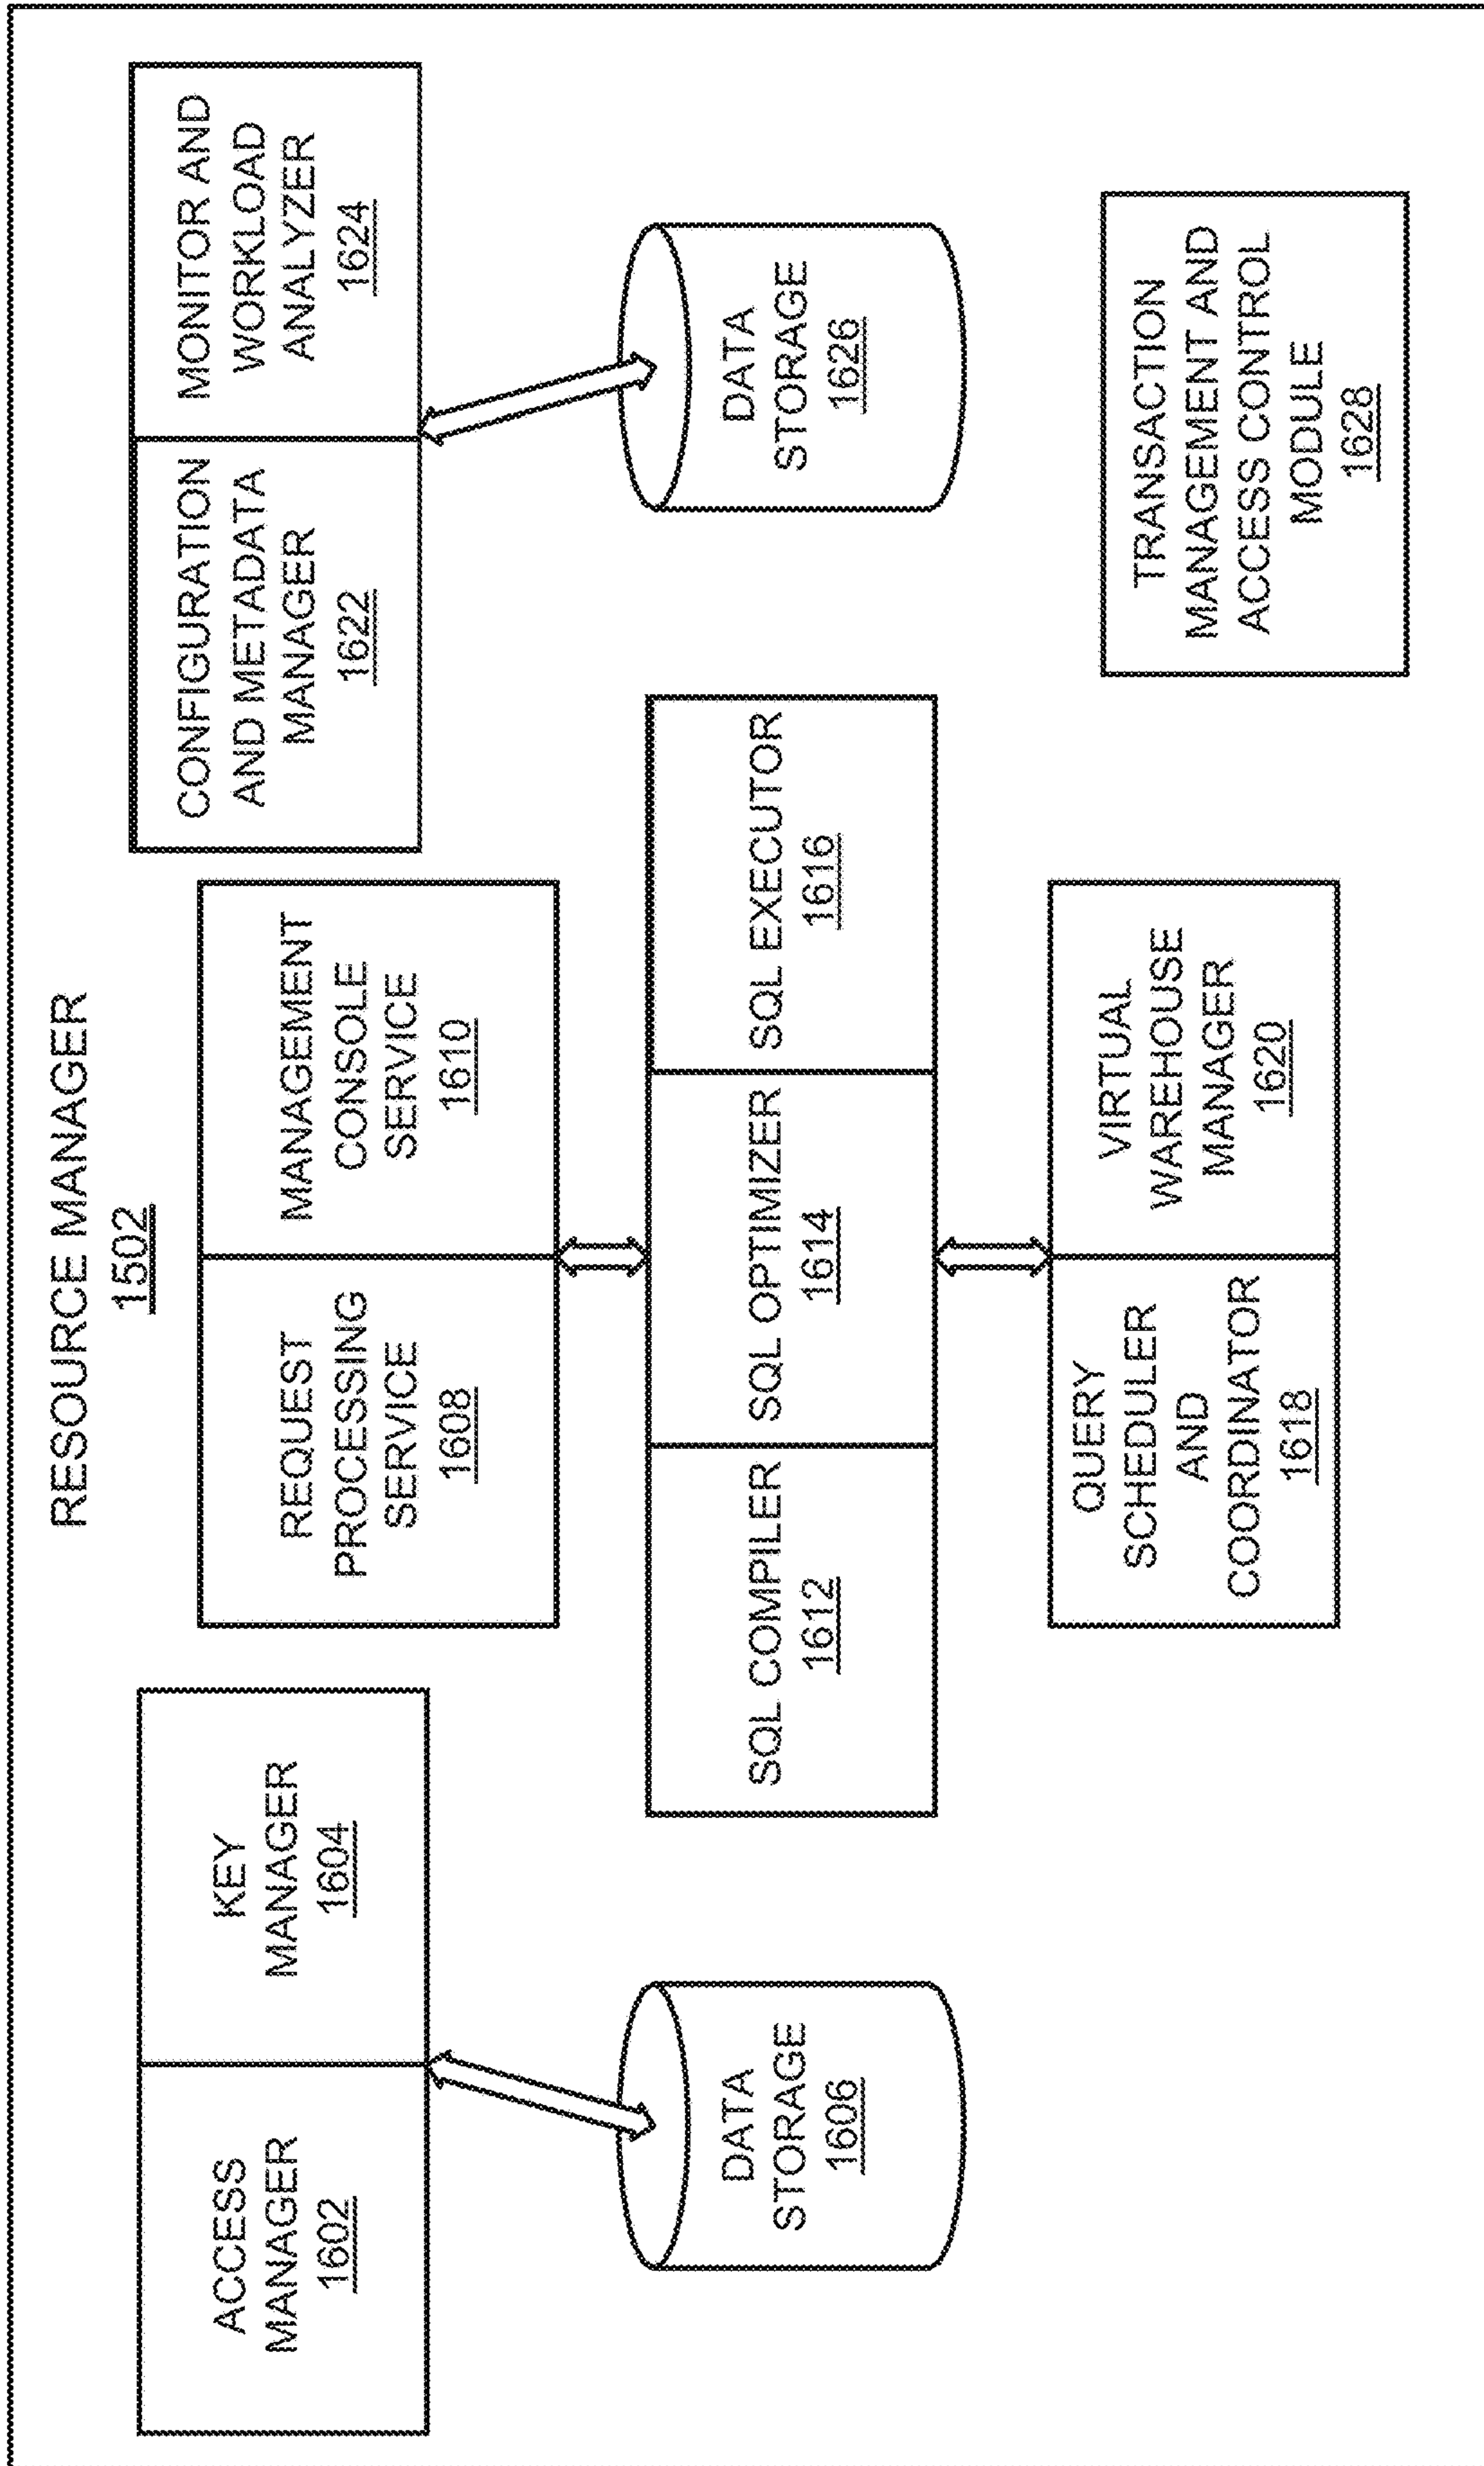 RESOURCE MANAGER
1502
ACCESS
MANAGER
1602
KEY
MANAGER
1604
DATA
STORAGE
1606
REQUEST
PROCESSING
SERVICE
1608
MANAGEMENT
CONSOLE
SERVICE
1610
SQL COMPILER
1612
SQL OPTIMIZER
1614
SQL EXECUTOR
1616
QUERY
SCHEDULER
AND
COORDINATOR
1618
VIRTUAL
WAREHOUSE
MANAGER
1620
CONFIGURATION
AND METADATA
MANAGER
1622
MONITOR AND
WORKLOAD
ANALYZER
1624
DATA
STORAGE
1626
TRANSACTION
MANAGEMENT AND
ACCESS CONTROL
MODULE
1628